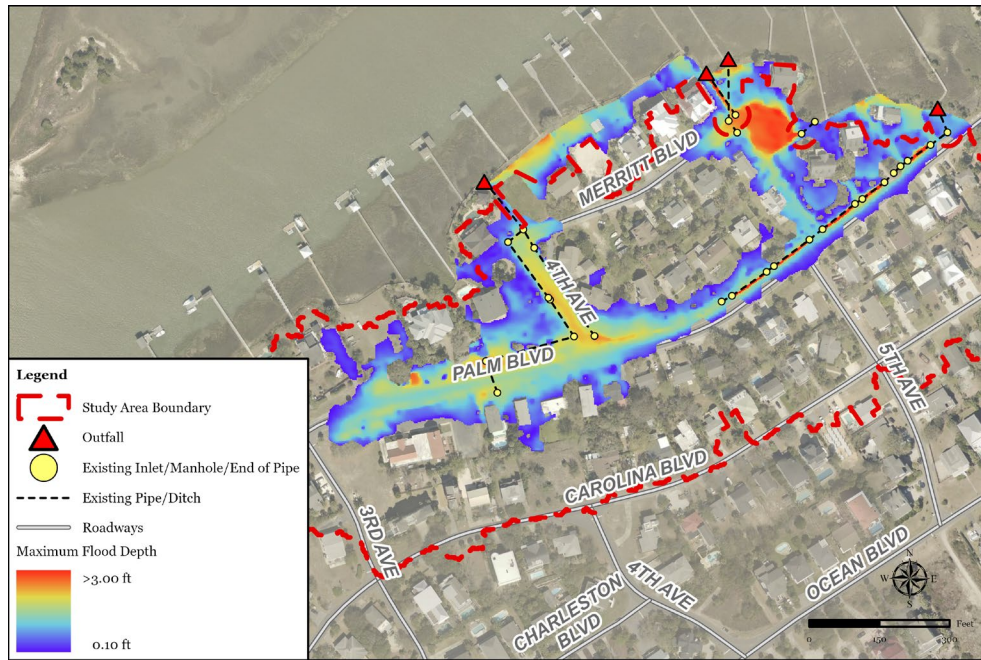 MERRITT BLVD
4TH AVE
PALM BLVD
5TH AVE
CAROLINA BLVD
3RD AVE
4TH AVE
CHARLESTON
BLVD
OCEAN BLVD
N
W E
S
Feet
0 150 300
Legend
Study Area Boundary
Outfall
Existing Inlet/Manhole/End of Pipe
Existing Pipe/Ditch
Roadways
Maximum Flood Depth
>3.00 ft
0.10 ft